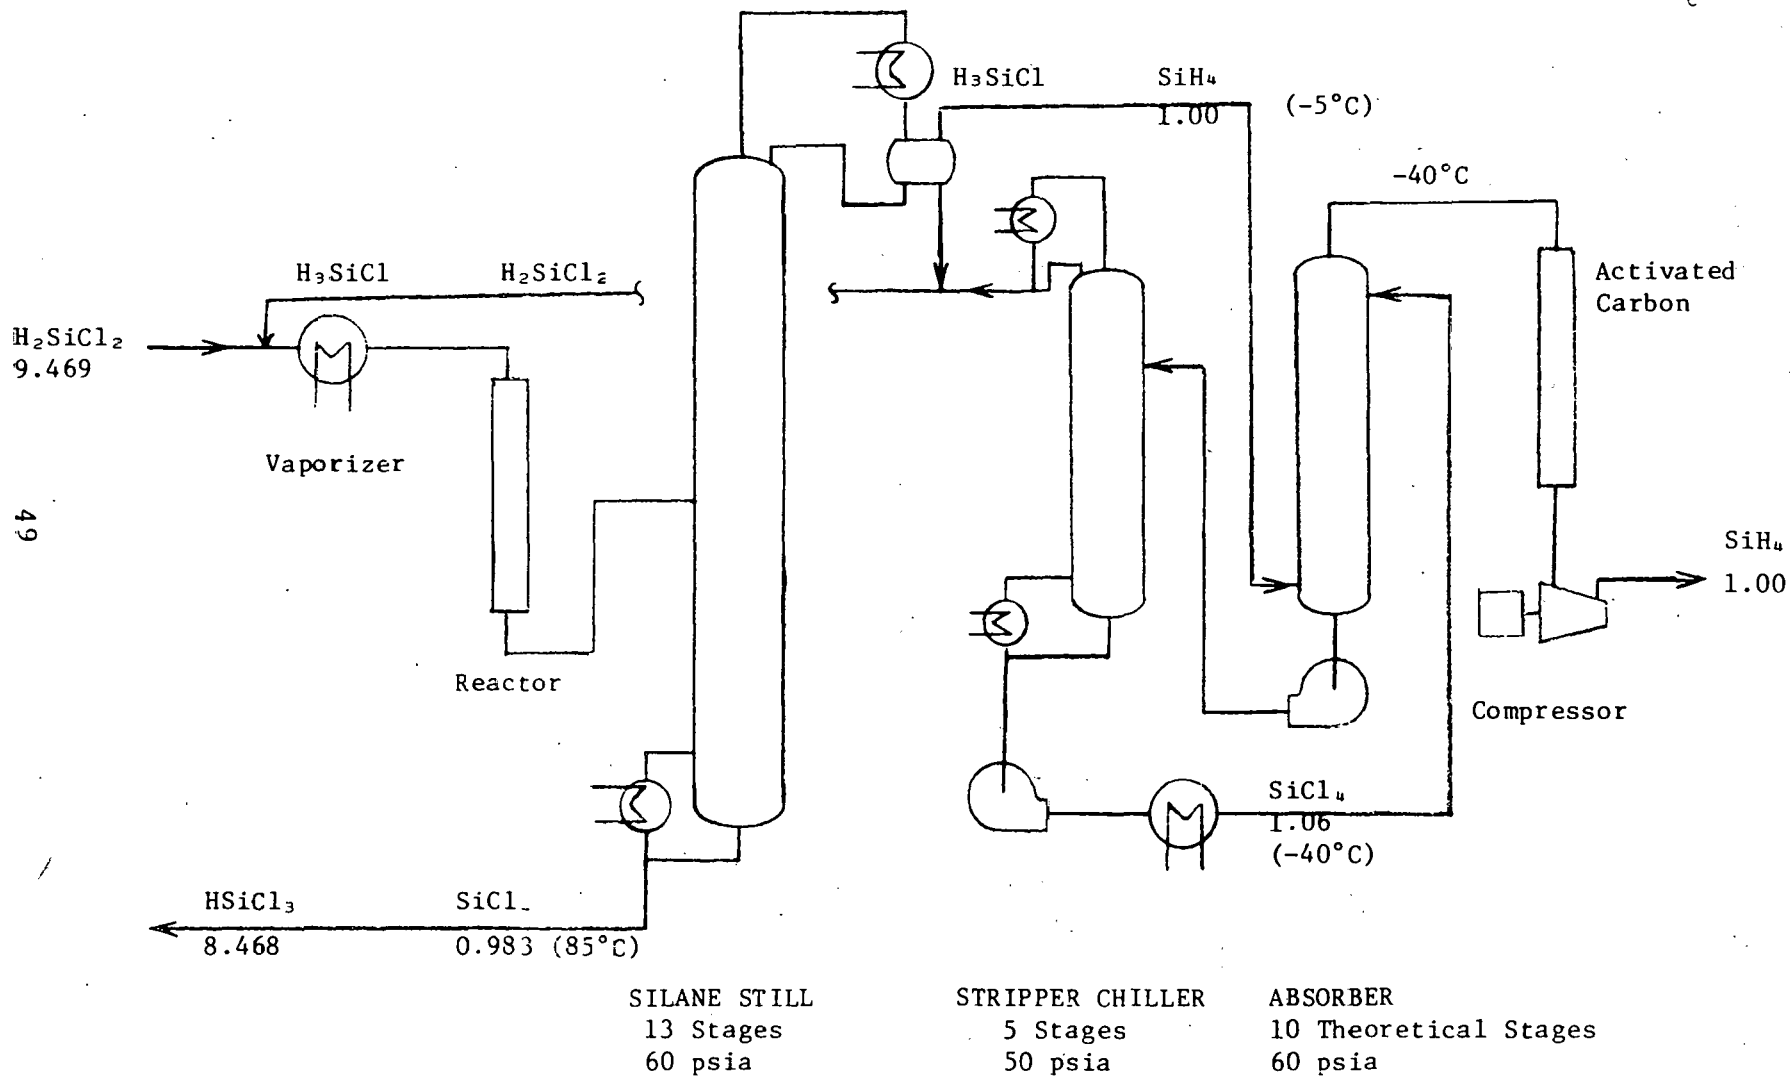 H₃SiCl SiH₄
1.00 (-5°C)
-40°C
H₃SiCl H₂SiCl₂
Activated
Carbon
H₂SiCl₂
9.469
Vaporizer
49
SiH₄
1.00
Reactor
Compressor
SiCl₄
1.06
(-40°C)
HSiCl₃ SiCl-
8.468 0.983 (85°C)
SILANE STILL
13 Stages
60 psia
STRIPPER CHILLER
5 Stages
50 psia
ABSORBER
10 Theoretical Stages
60 psia